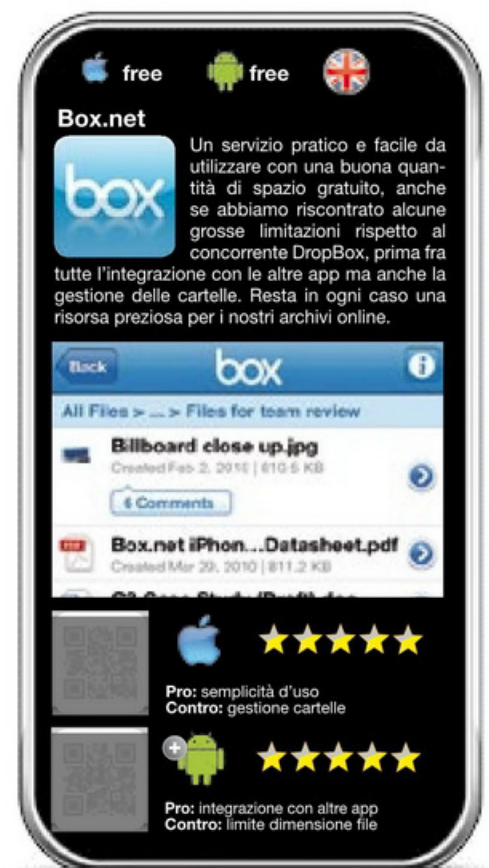 free free
Box.net
box
Un servizio pratico e facile da
utilizzare con una buona quan-
tità di spazio gratuito, anche
se abbiamo riscontrato alcune
grosse limitazioni rispetto al
concorrente DropBox, prima fra
tutte l'integrazione con le altre app ma anche la
gestione delle cartelle. Resta in ogni caso una
risorsa preziosa per i nostri archivi online.
Back box i
All Files > ... > Files for team review
Billboard close up.jpg
Created Feb 2, 2010 | 810.5 KB
6 Comments
Box.net iPhon...Datasheet.pdf
Created Mar 29, 2010 | 811.2 KB
Pro: semplicità d'uso
Contro: gestione cartelle
Pro: integrazione con altre app
Contro: limite dimensione file